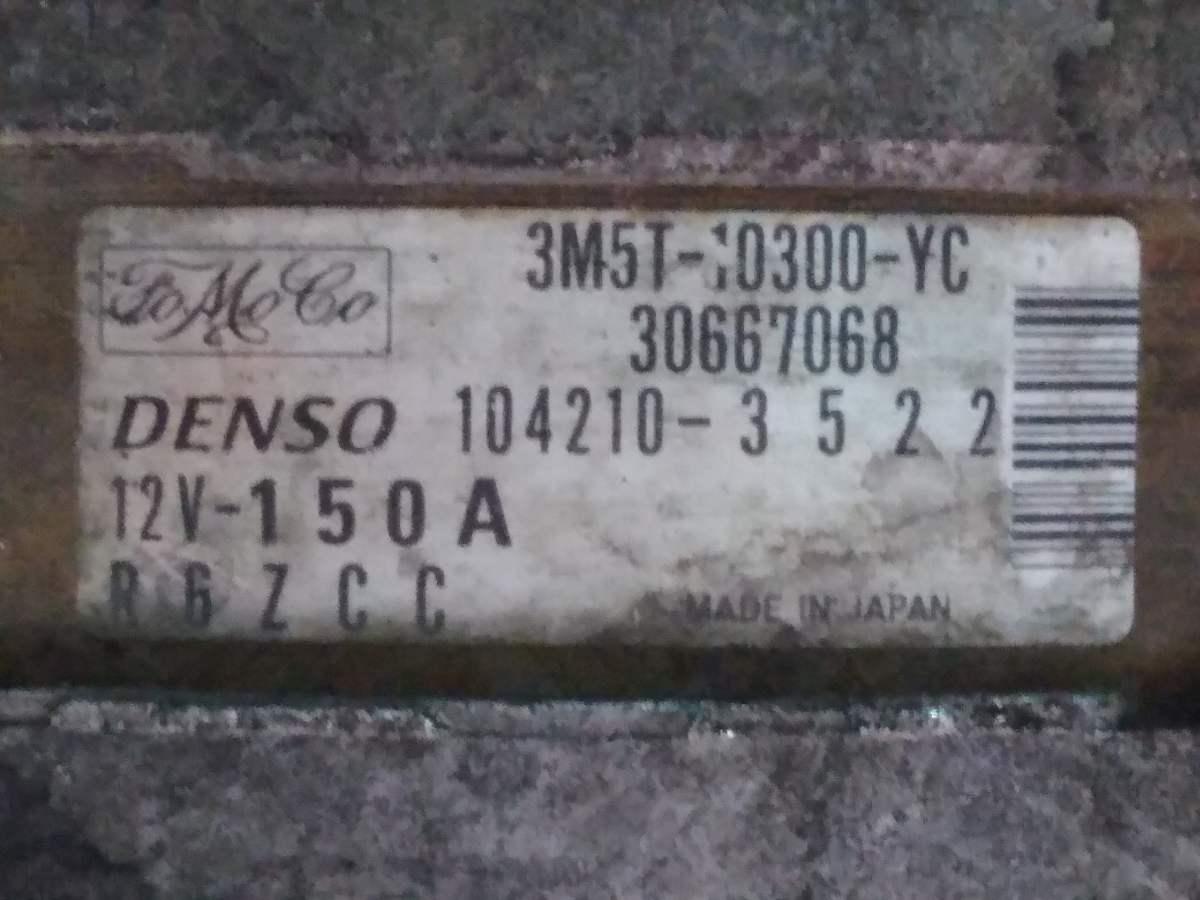 FoMoCo
3M5T-10300-YC
30667068
DENSO 104210-3522
12V-150A
R6ZCC
MADE IN JAPAN